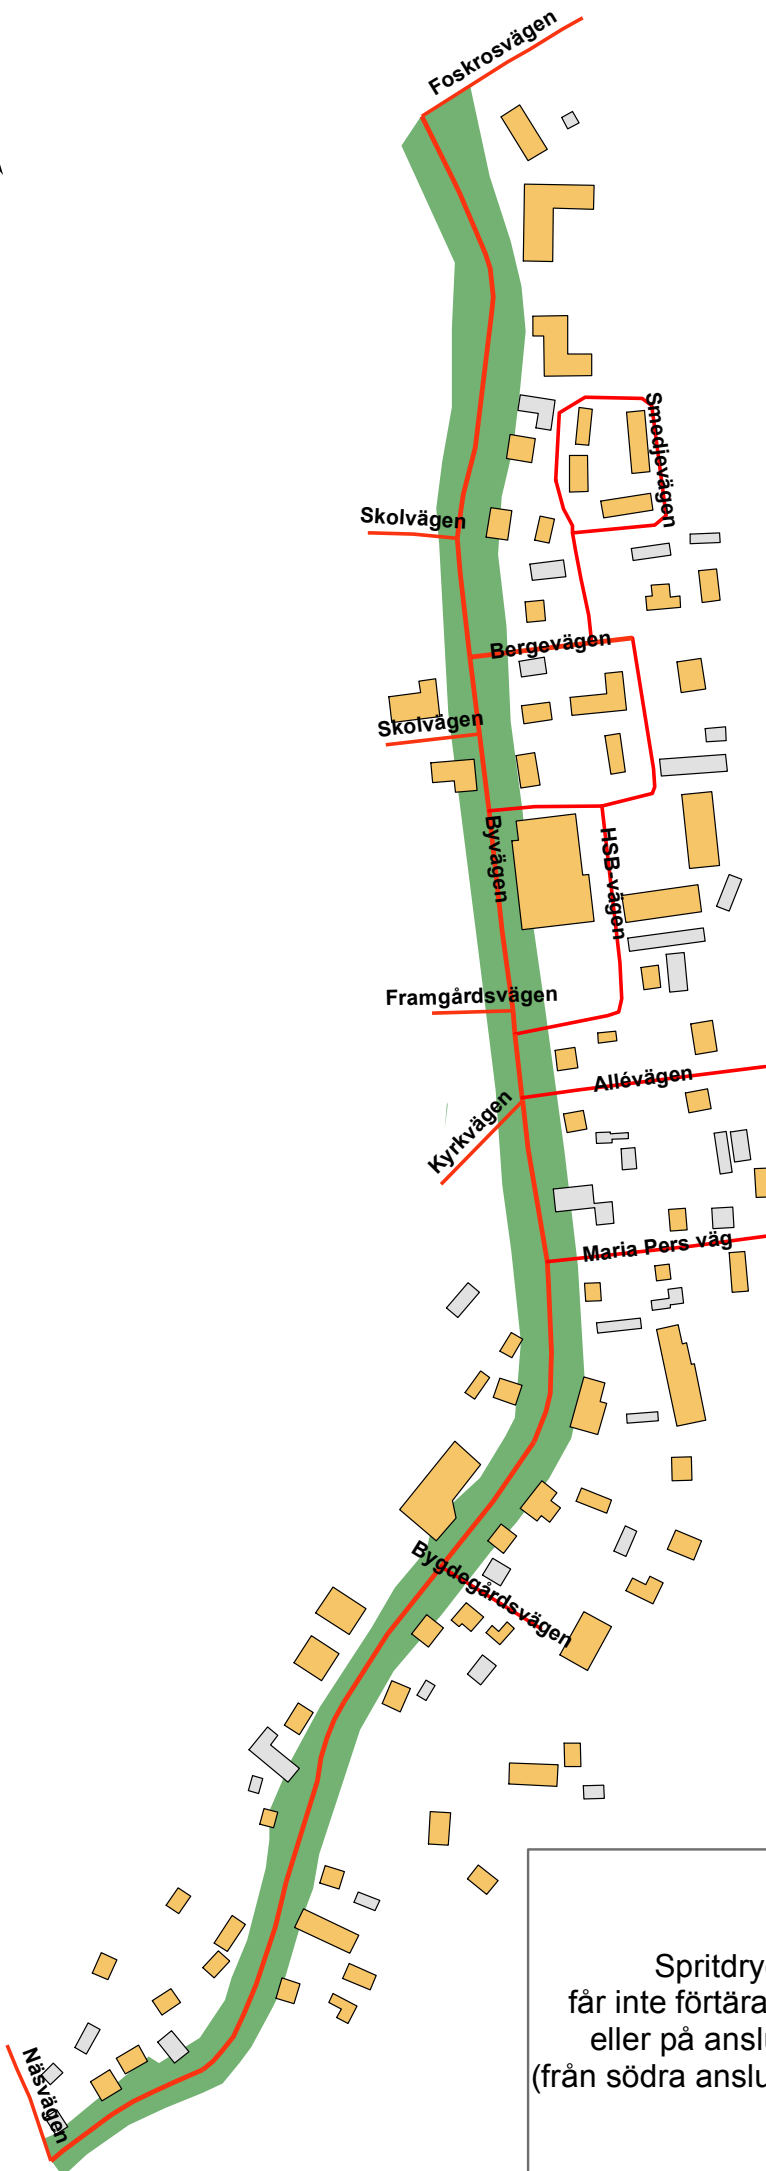 Foskrosvägen
Smedjevägen
Skolvägen
Bergevägen
Skolvägen
Byvägen
HSB-vägen
Framgårdsvägen
Allévägen
Kyrkvägen
Maria Pers väg
Bygdegårdsvägen
Näsvägen
Spritdry
får inte förtära
eller på anslu
(från södra anslu